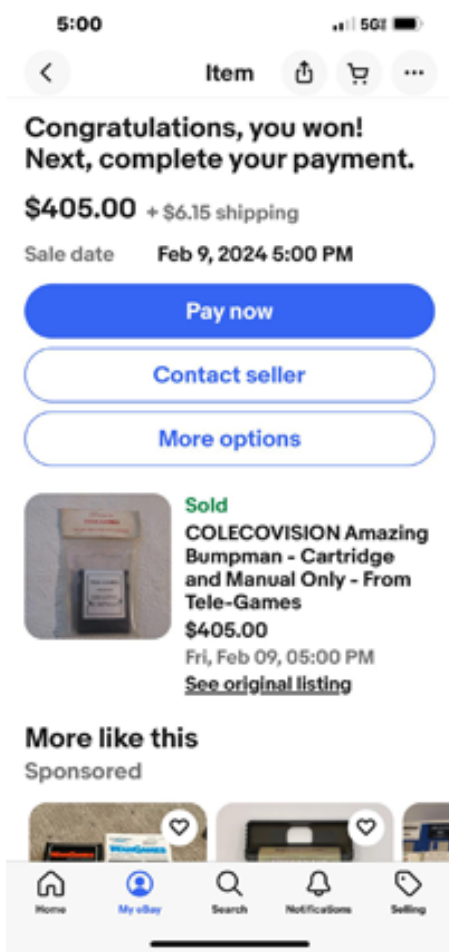 5:00
5G
Item
Congratulations, you won!
Next, complete your payment.
$405.00 + $6.15 shipping
Sale date Feb 9, 2024 5:00 PM
Pay now
Contact seller
More options
Sold
COLECOVISION Amazing
Bumpman - Cartridge
and Manual Only - From
Tele-Games
$405.00
Fri, Feb 09, 05:00 PM
See original listing
More like this
Sponsored
Home My eBay Search Notifications Selling